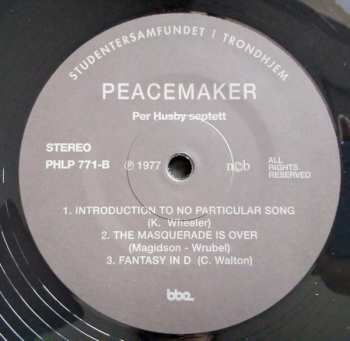 STUDENTERSAMFUNDET I TRONDHJEM
PEACEMAKER
Per Husby septett
STEREO
PHLP 771-B
℗ 1977
ncb
ALL
RIGHTS
RESERVED
1. INTRODUCTION TO NO PARTICULAR SONG
(K. Wheeler)
2. THE MASQUERADE IS OVER
(Magidson - Wrubel)
3. FANTASY IN D (C. Walton)
bbe